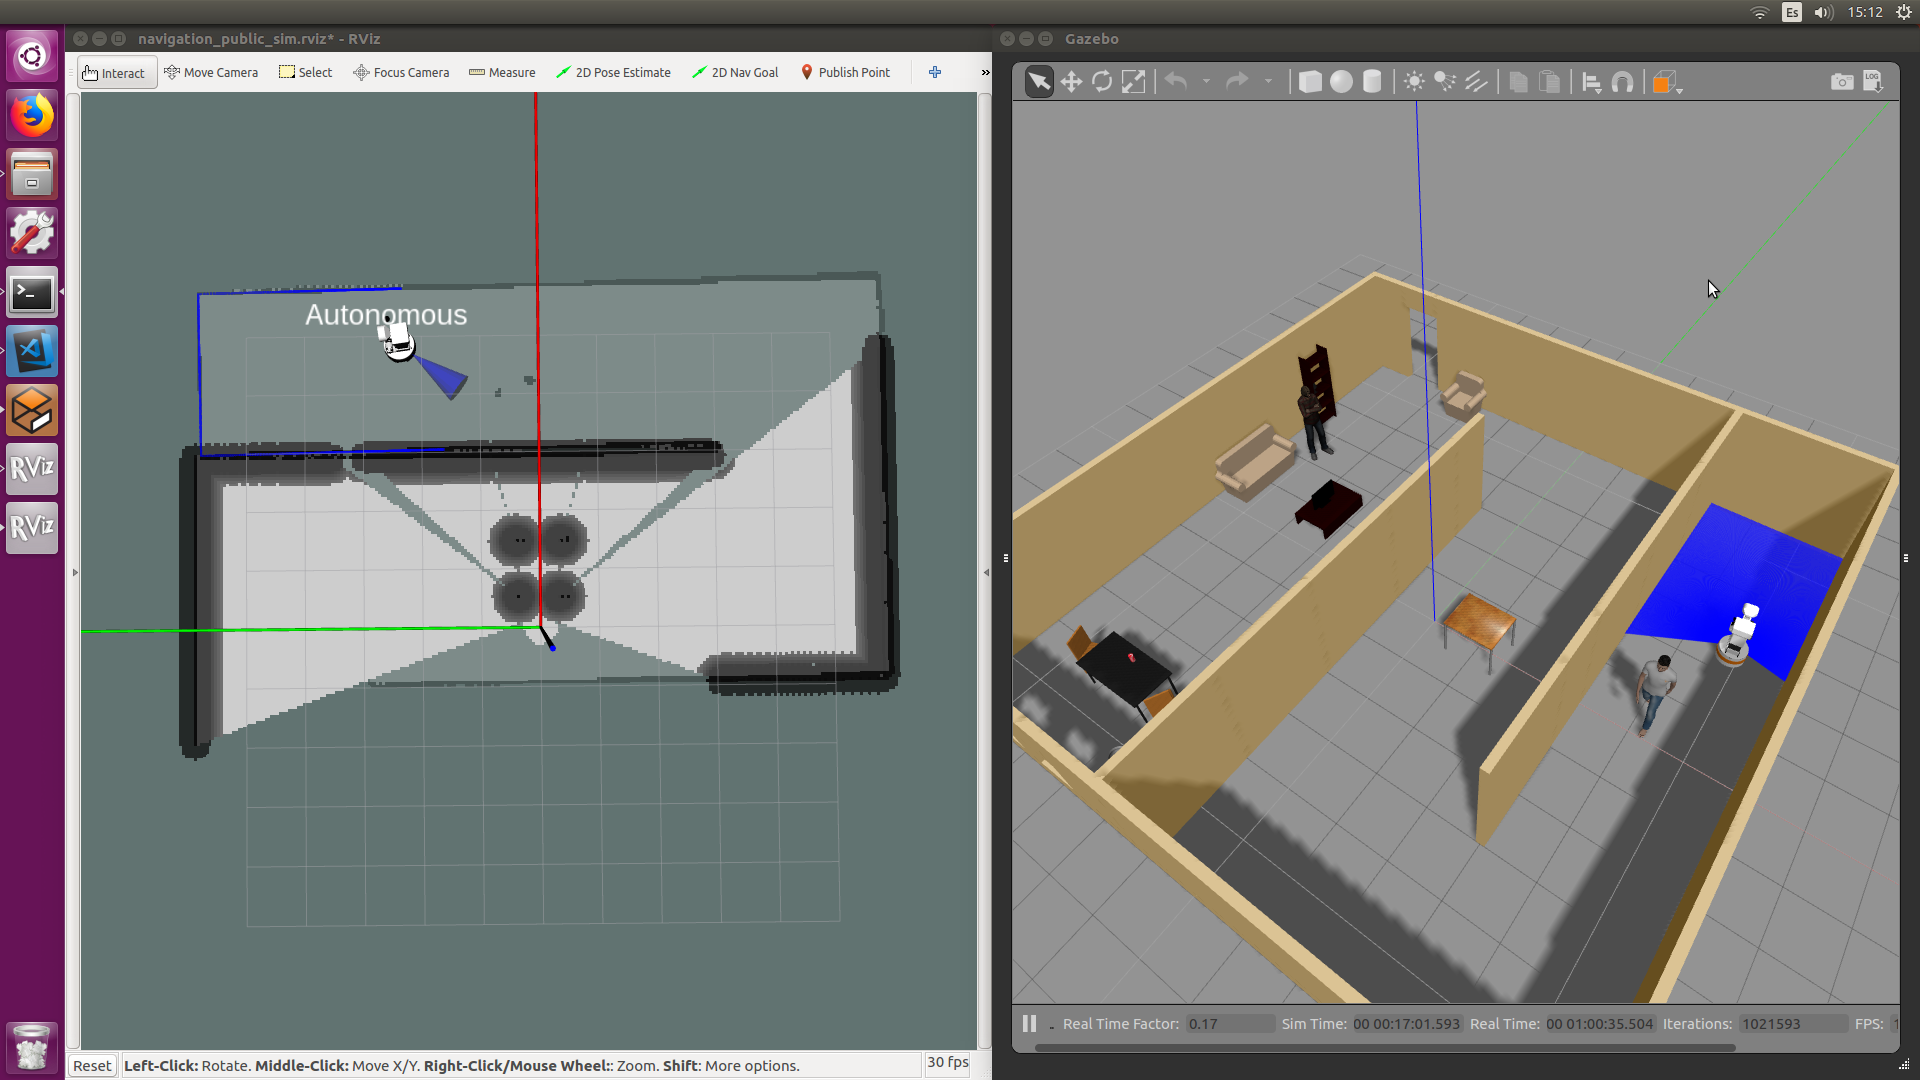 Es 15:12
navigation_public_sim.rviz* - RViz
Interact Move Camera Select Focus Camera Measure 2D Pose Estimate 2D Nav Goal Publish Point »
Autonomous
RViz
RViz
Reset Left-Click: Rotate. Middle-Click: Move X/Y. Right-Click/Mouse Wheel:: Zoom. Shift: More options. 30 fps
Gazebo
LOG
Real Time Factor: 0.17 Sim Time: 00 00:17:01.593 Real Time: 00 01:00:35.504 Iterations: 1021593 FPS: